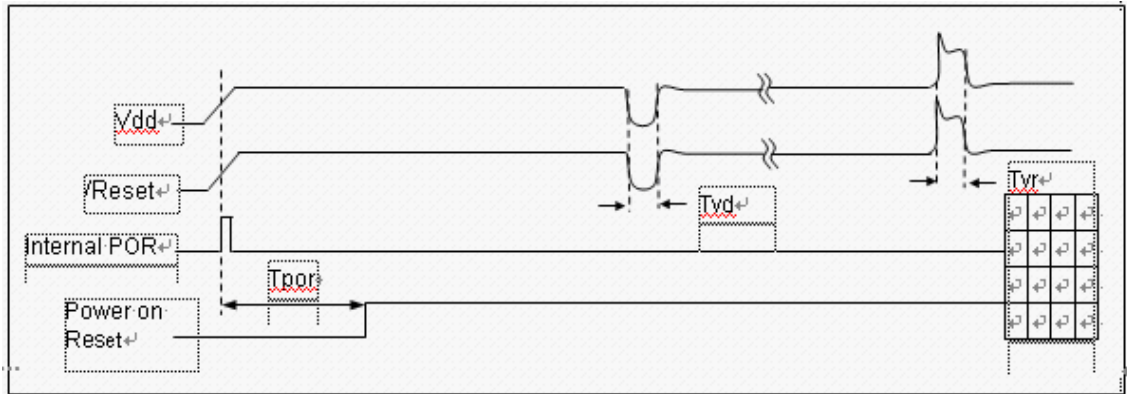 Vdd
/Reset
Tvr
Tvd
Internal POR
Tpor
Power on
Reset